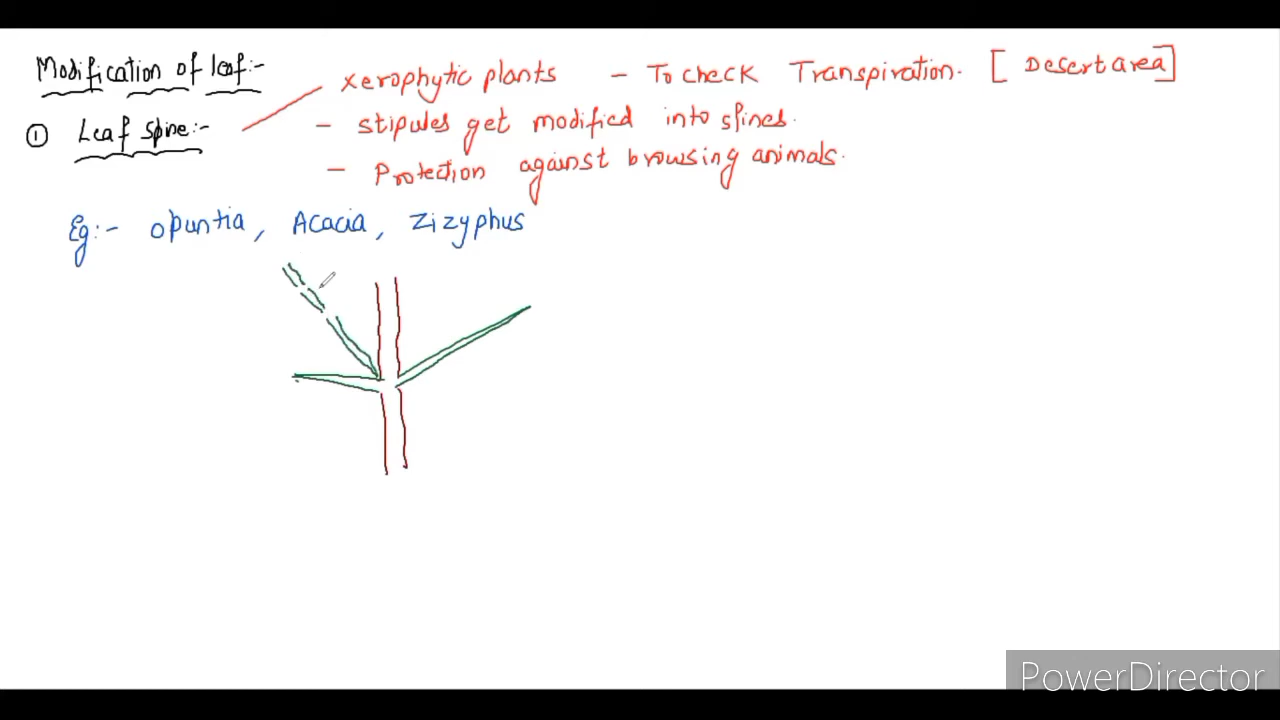 Modification of leaf:-
xerophytic plants - To check Transpiration. [Desert area]
① Leaf spine:-
- stipules get modified into spines.
- Protection against browsing animals.
Eg:- opuntia, Acacia, Zizyphus
PowerDirector